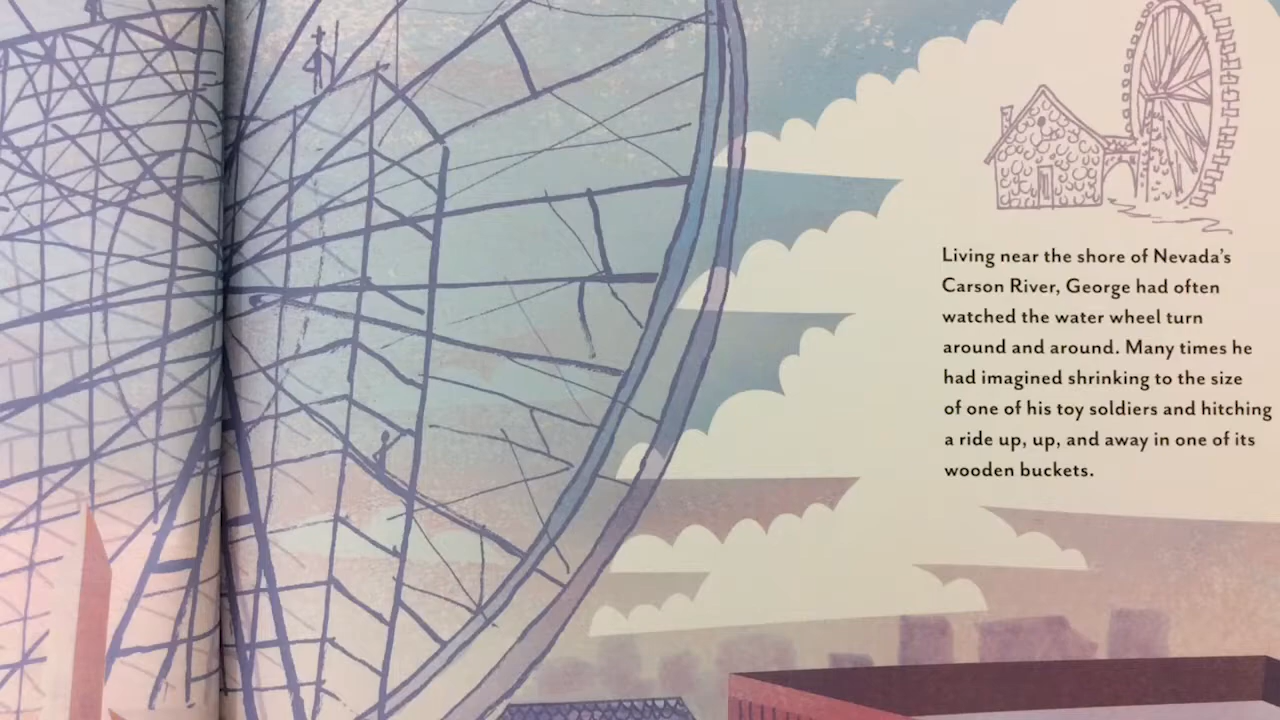 Living near the shore of Nevada's
Carson River, George had often
watched the water wheel turn
around and around. Many times he
had imagined shrinking to the size
of one of his toy soldiers and hitching
a ride up, up, and away in one of its
wooden buckets.